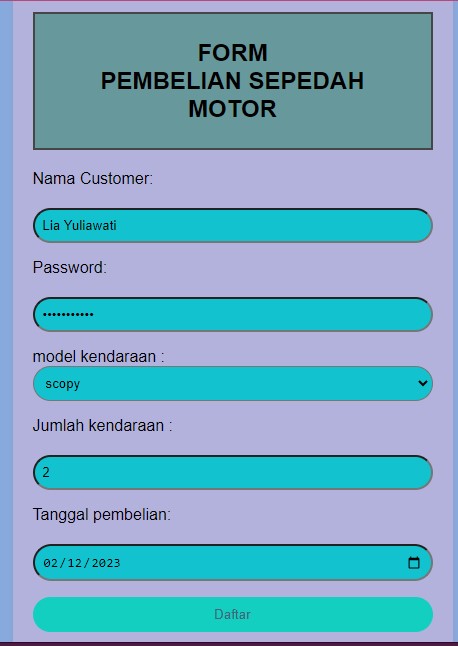 FORM
PEMBELIAN SEPEDAH
MOTOR
Nama Customer:
Lia Yuliawati
Password:
•••••••••••
model kendaraan :
scopy
Jumlah kendaraan :
2
Tanggal pembelian:
02/12/2023
Daftar